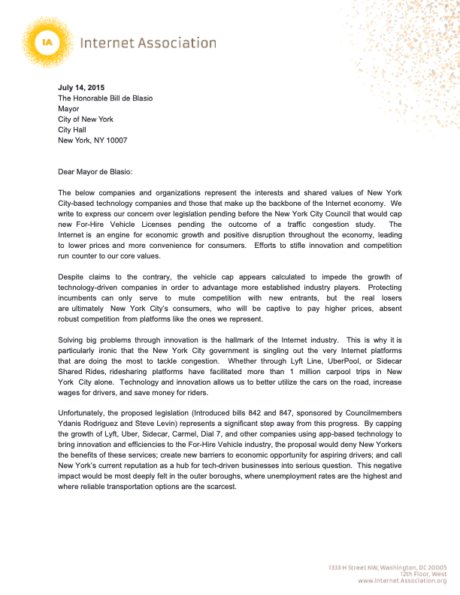 IA Internet Association
July 14, 2015
The Honorable Bill de Blasio
Mayor
City of New York
City Hall
New York, NY 10007
Dear Mayor de Blasio:
The below companies and organizations represent the interests and shared values of New York
City-based technology companies and those that make up the backbone of the Internet economy. We
write to express our concern over legislation pending before the New York City Council that would cap
new For-Hire Vehicle Licenses pending the outcome of a traffic congestion study. The
Internet is an engine for economic growth and positive disruption throughout the economy, leading
to lower prices and more convenience for consumers. Efforts to stifle innovation and competition
run counter to our core values.
Despite claims to the contrary, the vehicle cap appears calculated to impede the growth of
technology-driven companies in order to advantage more established industry players. Protecting
incumbents can only serve to mute competition with new entrants, but the real losers
are ultimately New York City's consumers, who will be captive to pay higher prices, absent
robust competition from platforms like the ones we represent.
Solving big problems through innovation is the hallmark of the Internet industry. This is why it is
particularly ironic that the New York City government is singling out the very Internet platforms
that are doing the most to tackle congestion. Whether through Lyft Line, UberPool, or Sidecar
Shared Rides, ridesharing platforms have facilitated more than 1 million carpool trips in New
York City alone. Technology and innovation allows us to better utilize the cars on the road, increase
wages for drivers, and save money for riders.
Unfortunately, the proposed legislation (Introduced bills 842 and 847, sponsored by Councilmembers
Ydanis Rodriguez and Steve Levin) represents a significant step away from this progress. By capping
the growth of Lyft, Uber, Sidecar, Carmel, Dial 7, and other companies using app-based technology to
bring innovation and efficiencies to the For-Hire Vehicle industry, the proposal would deny New Yorkers
the benefits of these services; create new barriers to economic opportunity for aspiring drivers; and call
New York's current reputation as a hub for tech-driven businesses into serious question. This negative
impact would be most deeply felt in the outer boroughs, where unemployment rates are the highest and
where reliable transportation options are the scarcest.
1333 H Street NW, Washington, DC 20005
12th Floor, West
www.Internet Association.org